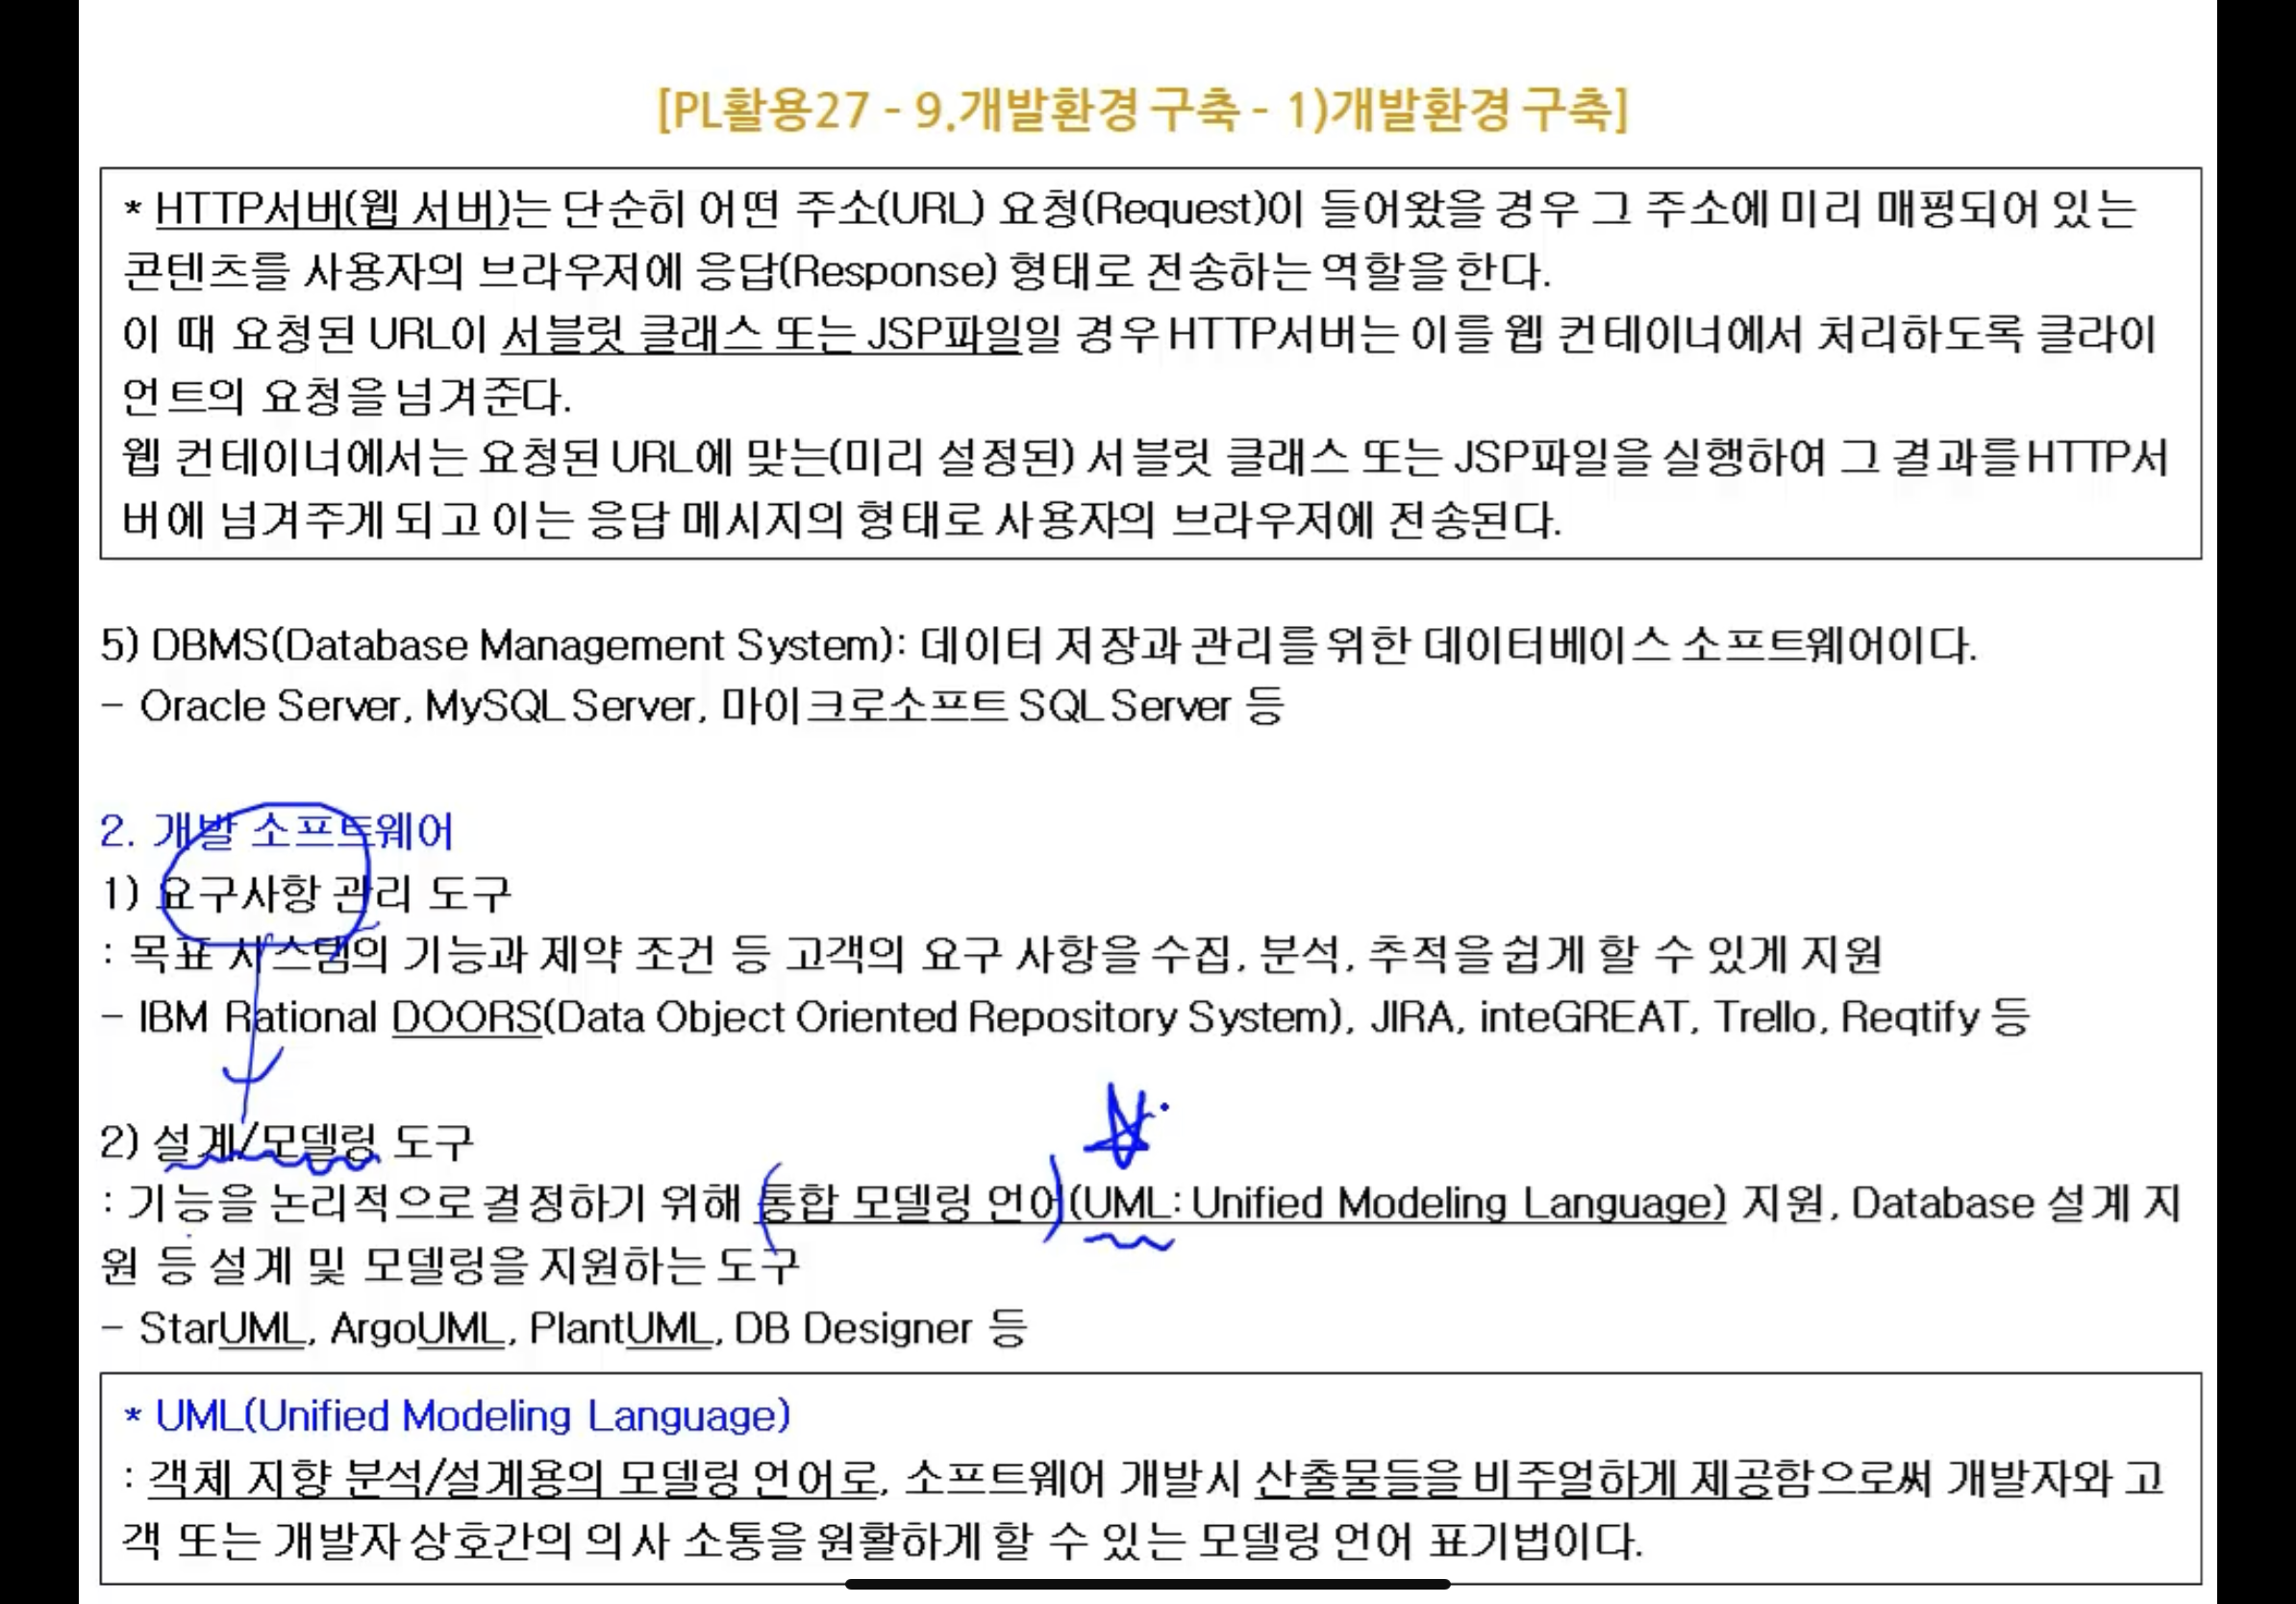 [PL활용27 - 9.개발환경 구축 - 1)개발환경 구축]
* HTTP서버(웹 서버)는 단순히 어떤 주소(URL) 요청(Request)이 들어왔을 경우 그 주소에 미리 매핑되어 있는
콘텐츠를 사용자의 브라우저에 응답(Response) 형태로 전송하는 역할을 한다.
이 때 요청된 URL이 서블릿 클래스 또는 JSP파일일 경우 HTTP서버는 이를 웹 컨테이너에서 처리하도록 클라이
언트의 요청을 넘겨준다.
웹 컨테이너에서는 요청된 URL에 맞는(미리 설정된) 서블릿 클래스 또는 JSP파일을 실행하여 그 결과를 HTTP서
버에 넘겨주게 되고 이는 응답 메시지의 형태로 사용자의 브라우저에 전송된다.
5) DBMS(Database Management System): 데이터 저장과 관리를 위한 데이터베이스 소프트웨어이다.
- Oracle Server, MySQL Server, 마이크로소프트 SQL Server 등
2. 개발 소프트웨어
1) 요구사항 관리 도구
: 목표 시스템의 기능과 제약 조건 등 고객의 요구 사항을 수집, 분석, 추적을 쉽게 할 수 있게 지원
- IBM Rational DOORS(Data Object Oriented Repository System), JIRA, inteGREAT, Trello, Reqtify 등
2) 설계/모델링 도구
: 기능을 논리적으로 결정하기 위해 통합 모델링 언어(UML: Unified Modeling Language) 지원, Database 설계 지
원 등 설계 및 모델링을 지원하는 도구
- StarUML, ArgoUML, PlantUML, DB Designer 등
* UML(Unified Modeling Language)
: 객체 지향 분석/설계용의 모델링 언어로, 소프트웨어 개발시 산출물들을 비주얼하게 제공함으로써 개발자와 고
객 또는 개발자 상호간의 의사 소통을 원활하게 할 수 있는 모델링 언어 표기법이다.